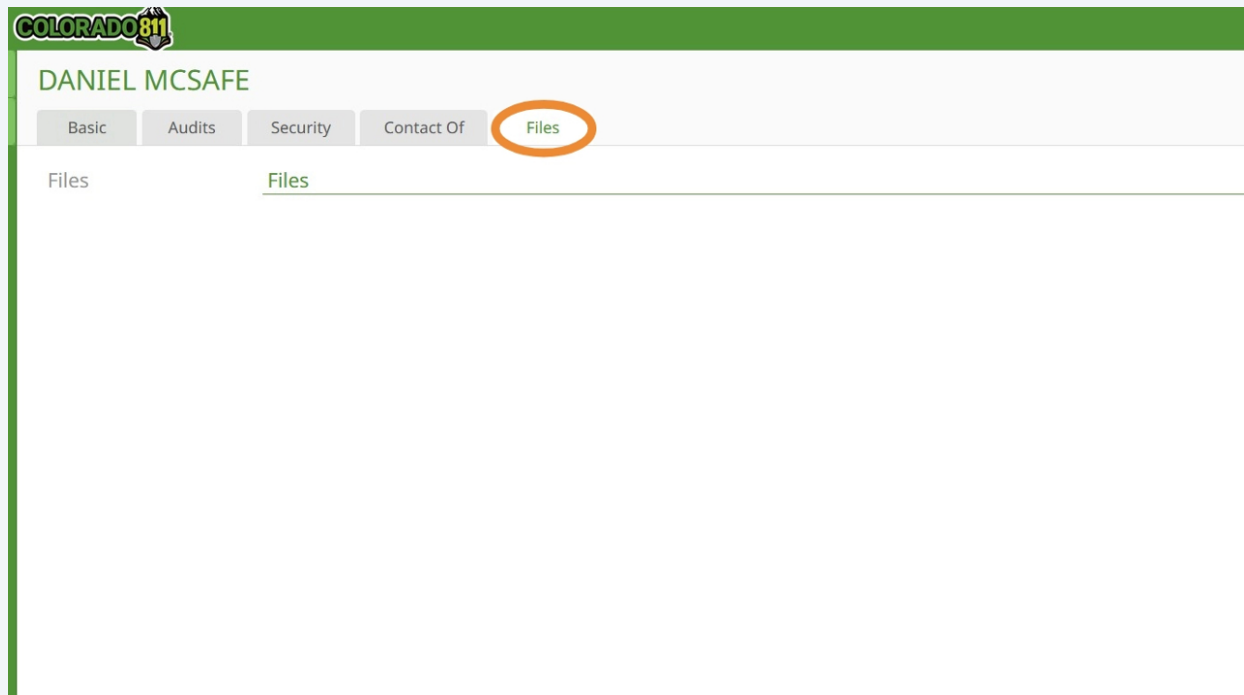 COLORADO811
DANIEL MCSAFE
Basic Audits Security Contact Of Files
Files Files